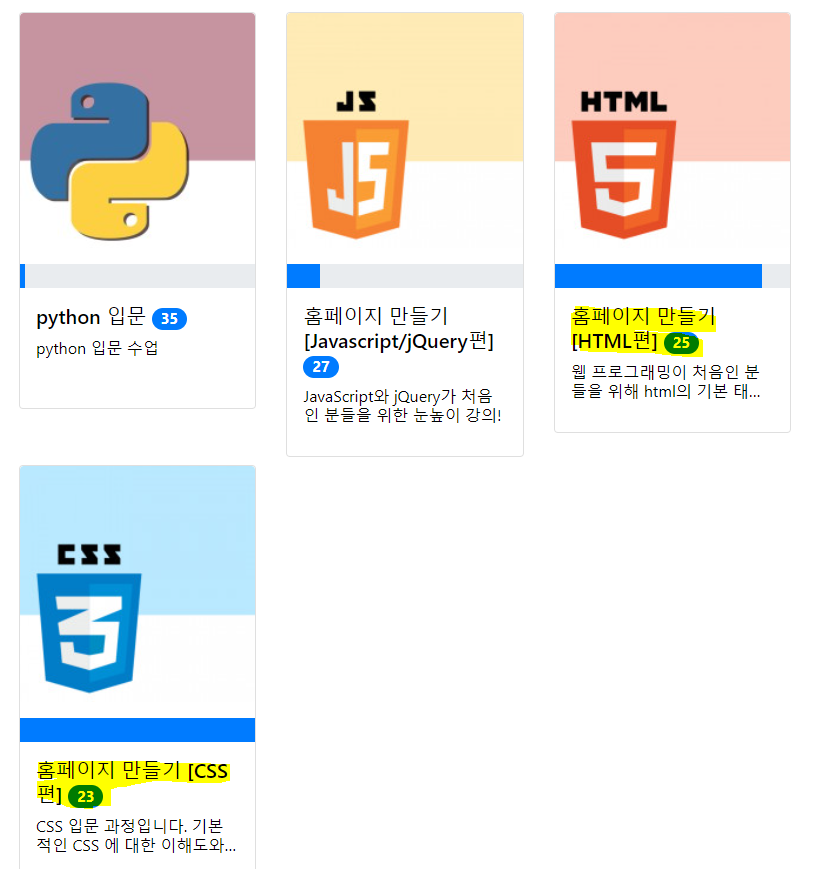 python 입문 35
python 입문 수업
JS
JS
홈페이지 만들기
[Javascript/jQuery편]
27
JavaScript와 jQuery가 처음
인 분들을 위한 눈높이 강의!
HTML
5
홈페이지 만들기
[HTML편] 25
웹 프로그래밍이 처음인 분
들을 위해 html의 기본 태...
CSS
3
홈페이지 만들기 [CSS
편] 23
CSS 입문 과정입니다. 기본
적인 CSS 에 대한 이해도와...